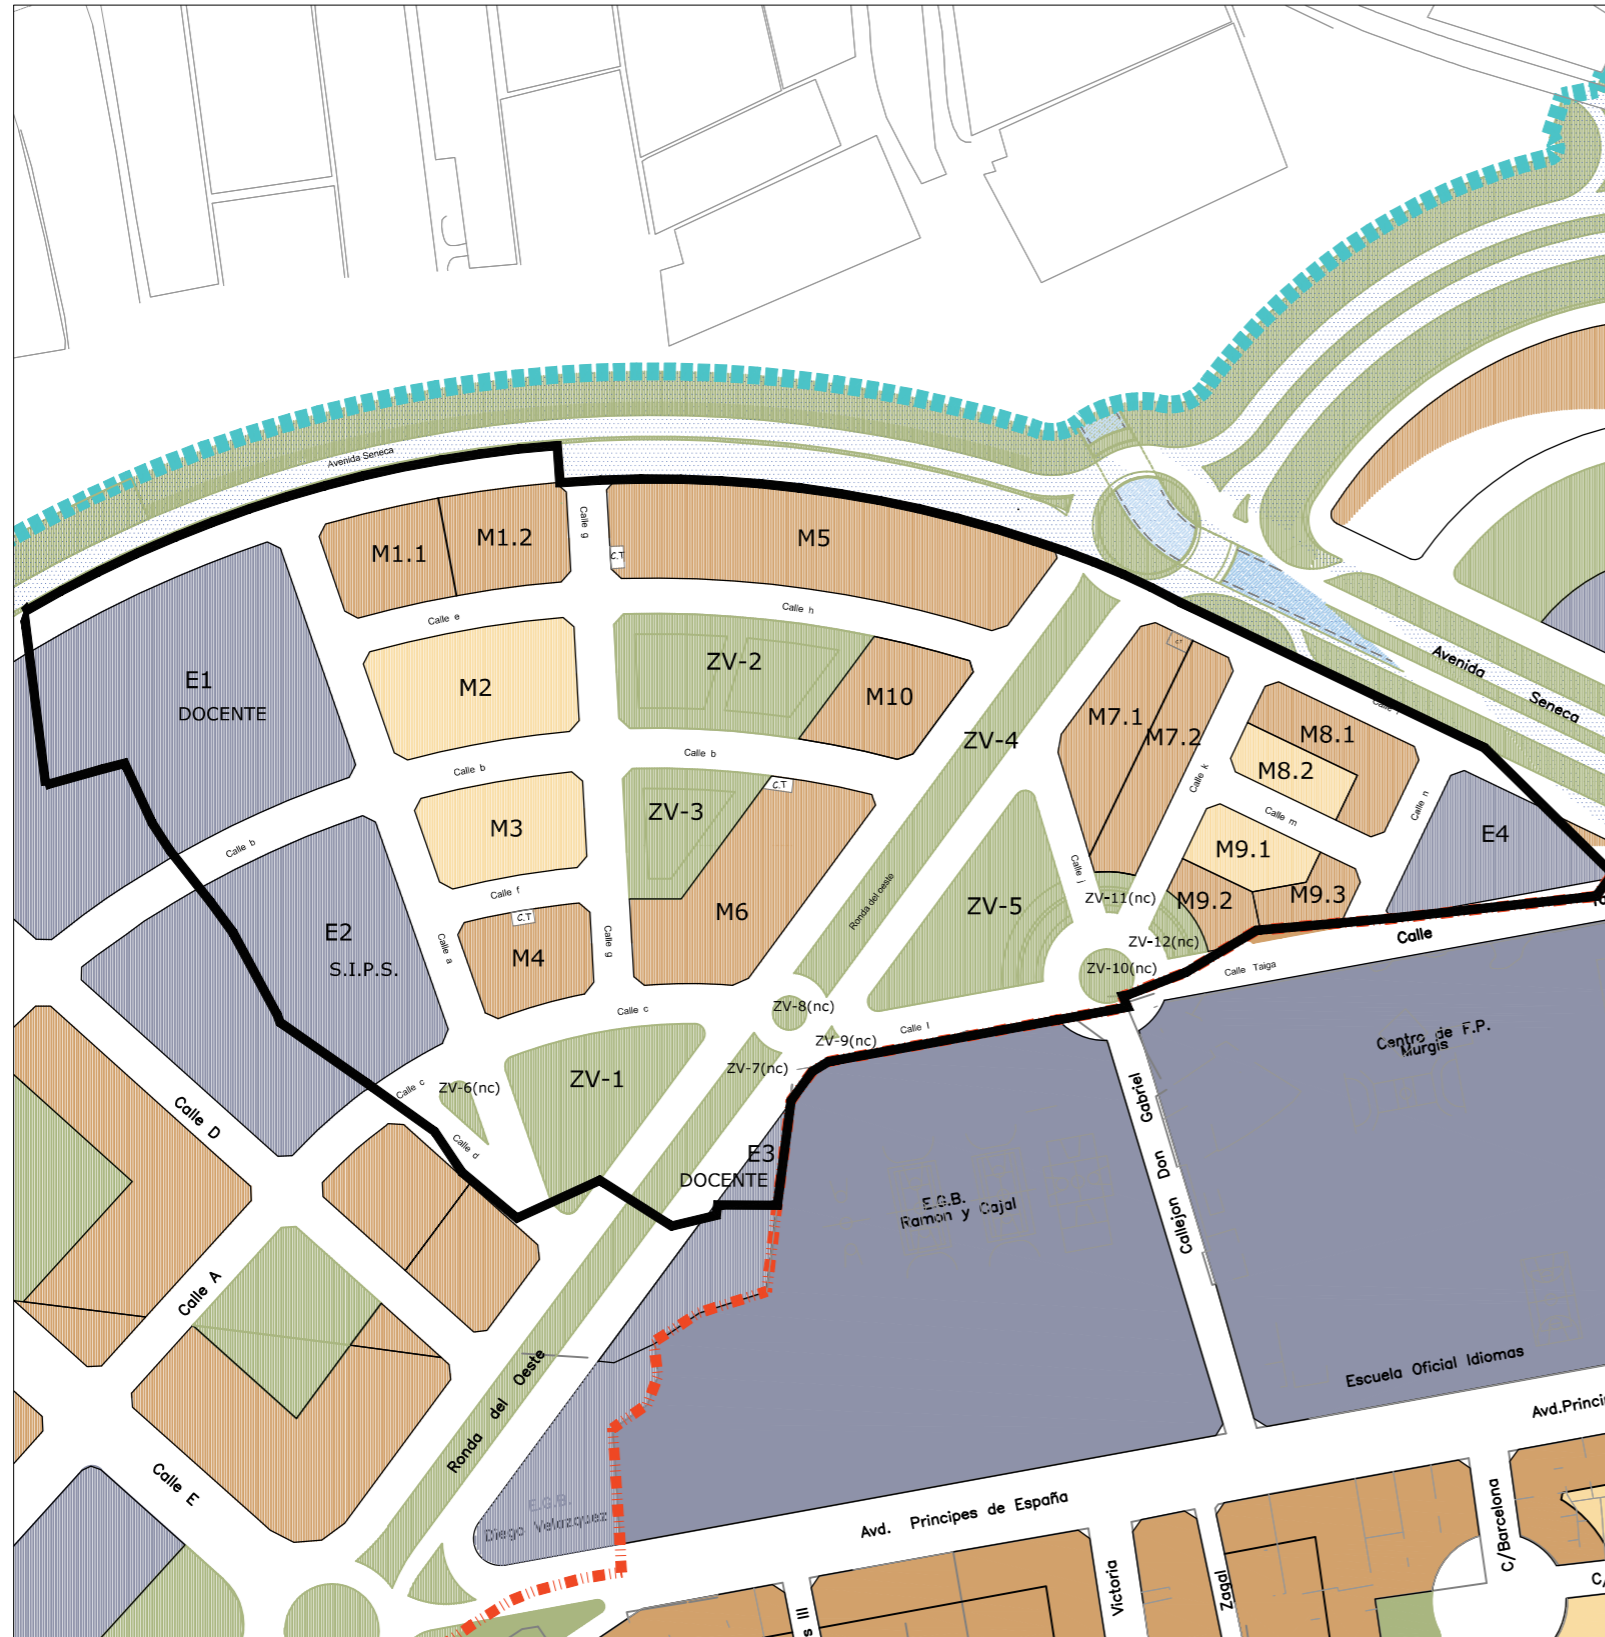 Avenida Seneca
M1.1
M1.2
Calle g
C.T
M5
Calle e
Calle h
E1
DOCENTE
M2
ZV-2
M10
Calle b
Calle b
ZV-4
M7.1
M7.2
M8.1
M8.2
Avenida
Seneca
Calle k
Calle n
Calle m
M3
ZV-3
C.T
Calle b
Calle f
C.T
E2
S.I.P.S.
Calle a
M4
Calle g
M6
Ronda del oeste
ZV-5
Calle j
ZV-11(nc)
M9.1
M9.2
M9.3
E4
ZV-12(nc)
ZV-10(nc)
Calle
Calle Taiga
Calle c
ZV-8(nc)
Calle l
ZV-9(nc)
ZV-7(nc)
ZV-1
ZV-6(nc)
Calle c
Calle d
Calle D
E3
DOCENTE
Centro de F.P.
Murgis
Callejon Don Gabriel
E.G.B.
Ramon y Cajal
Calle A
Ronda del Oeste
Calle E
E.G.B.
Diego Velazquez
Escuela Oficial Idiomas
Avd.Princi
Avd. Principes de España
Victoria
Zagal
C/Barcelona
C/
s III